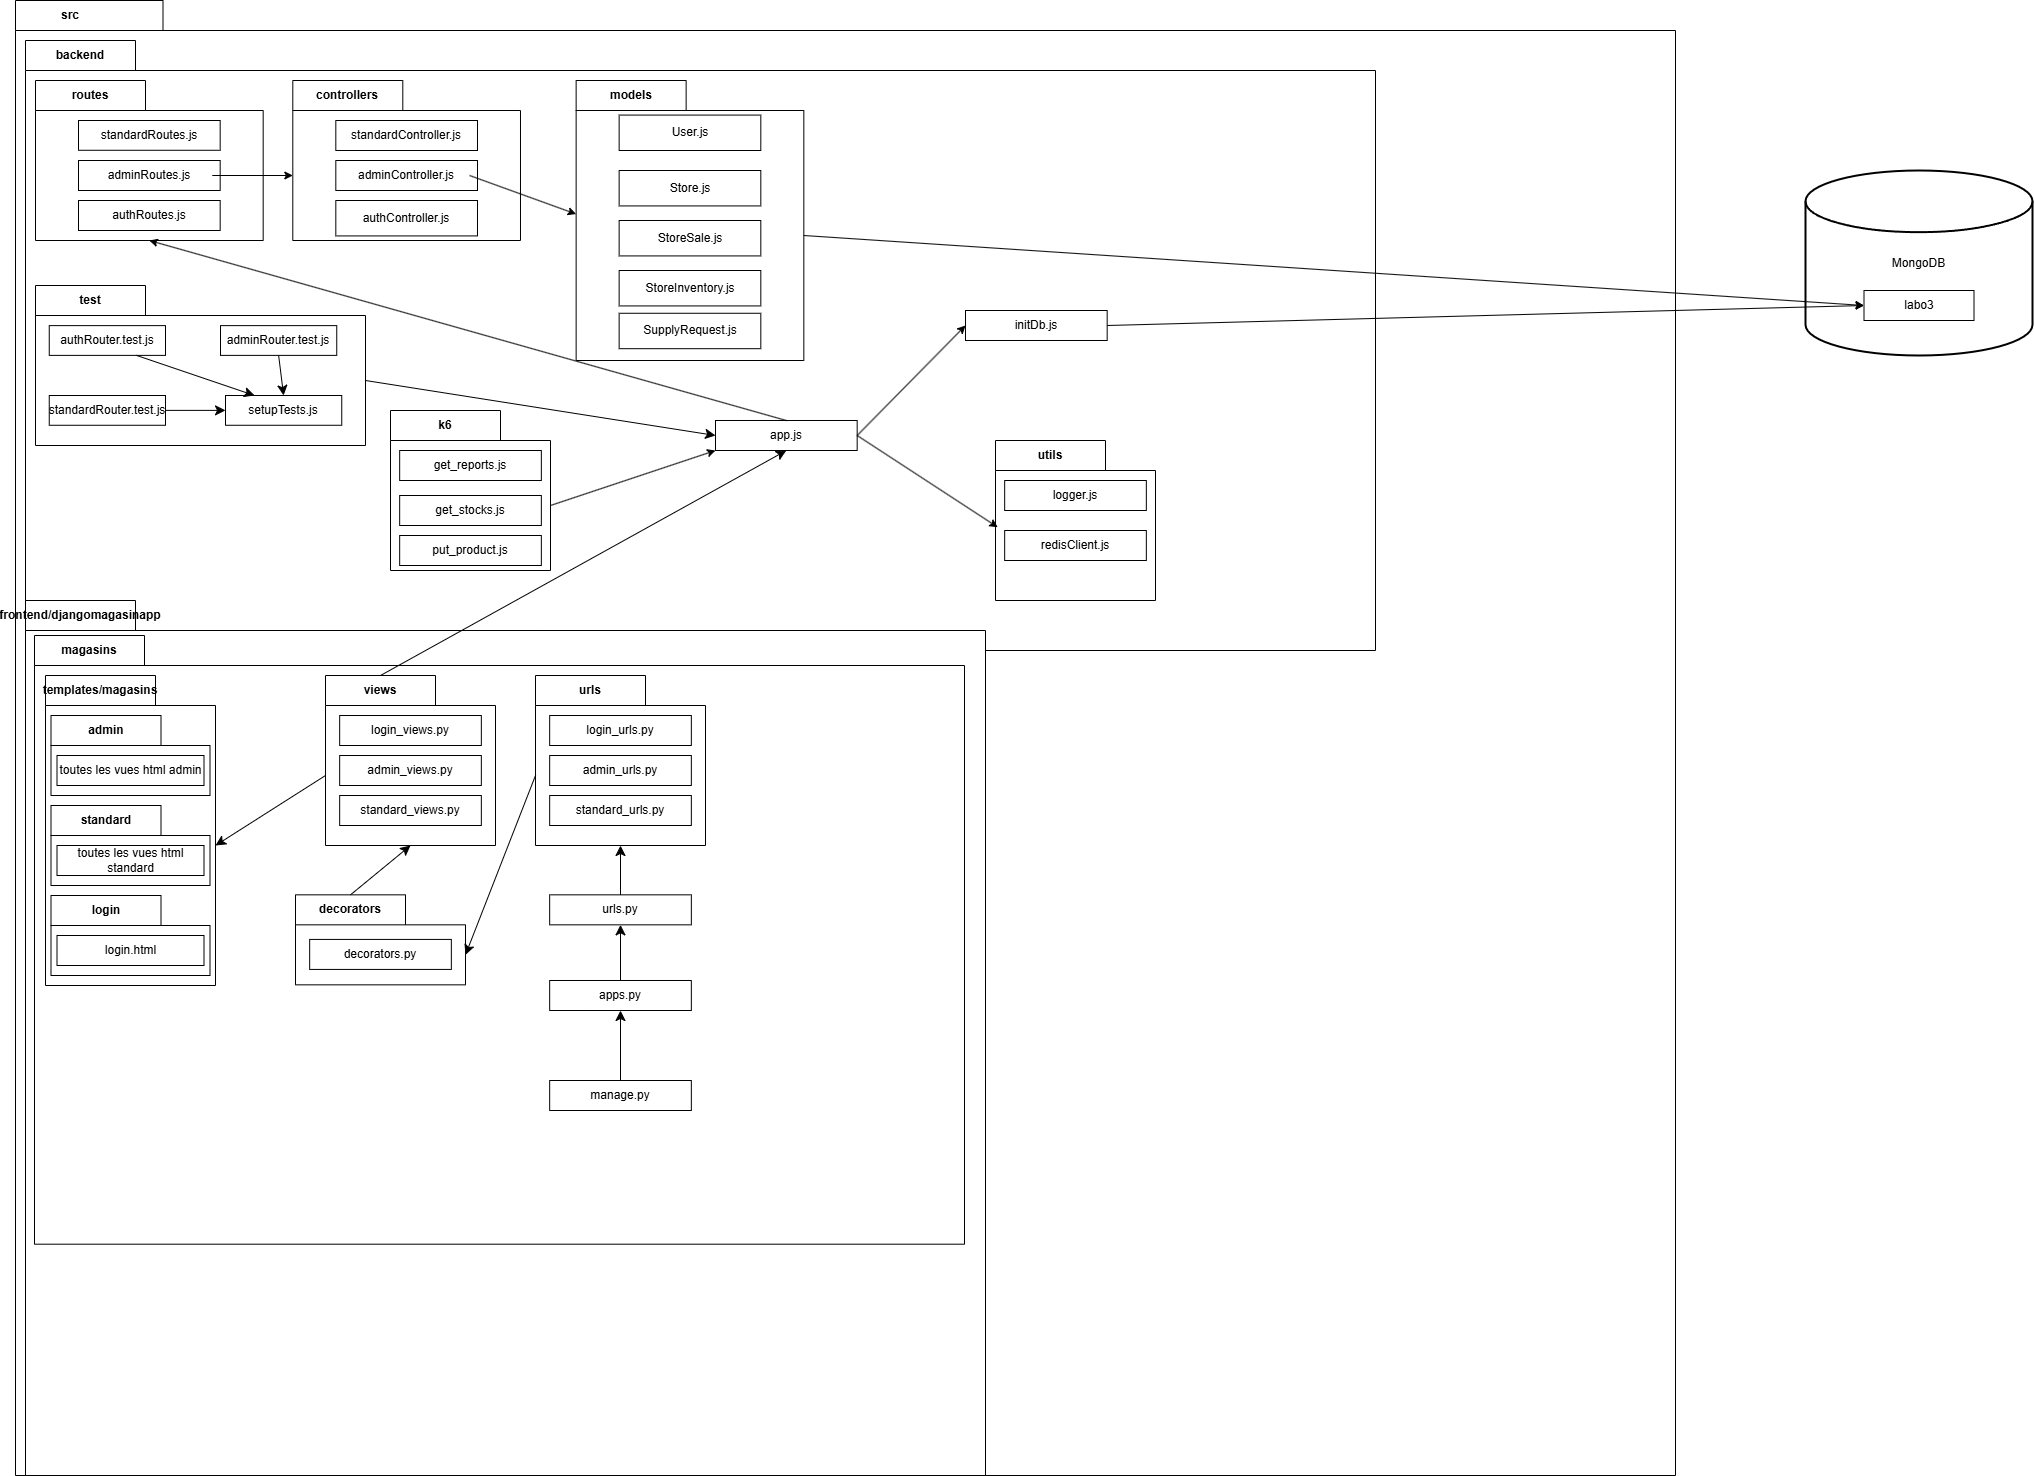 src
backend
routes
standardRoutes.js
adminRoutes.js
authRoutes.js
controllers
standardController.js
adminController.js
authController.js
models
User.js
Store.js
StoreSale.js
StoreInventory.js
SupplyRequest.js
MongoDB
labo3
initDb.js
test
authRouter.test.js
adminRouter.test.js
standardRouter.test.js
setupTests.js
k6
get_reports.js
get_stocks.js
put_product.js
app.js
utils
logger.js
redisClient.js
frontend/djangomagasinapp
magasins
templates/magasins
admin
toutes les vues html admin
standard
toutes les vues html
standard
login
login.html
views
login_views.py
admin_views.py
standard_views.py
decorators
decorators.py
urls
login_urls.py
admin_urls.py
standard_urls.py
urls.py
apps.py
manage.py